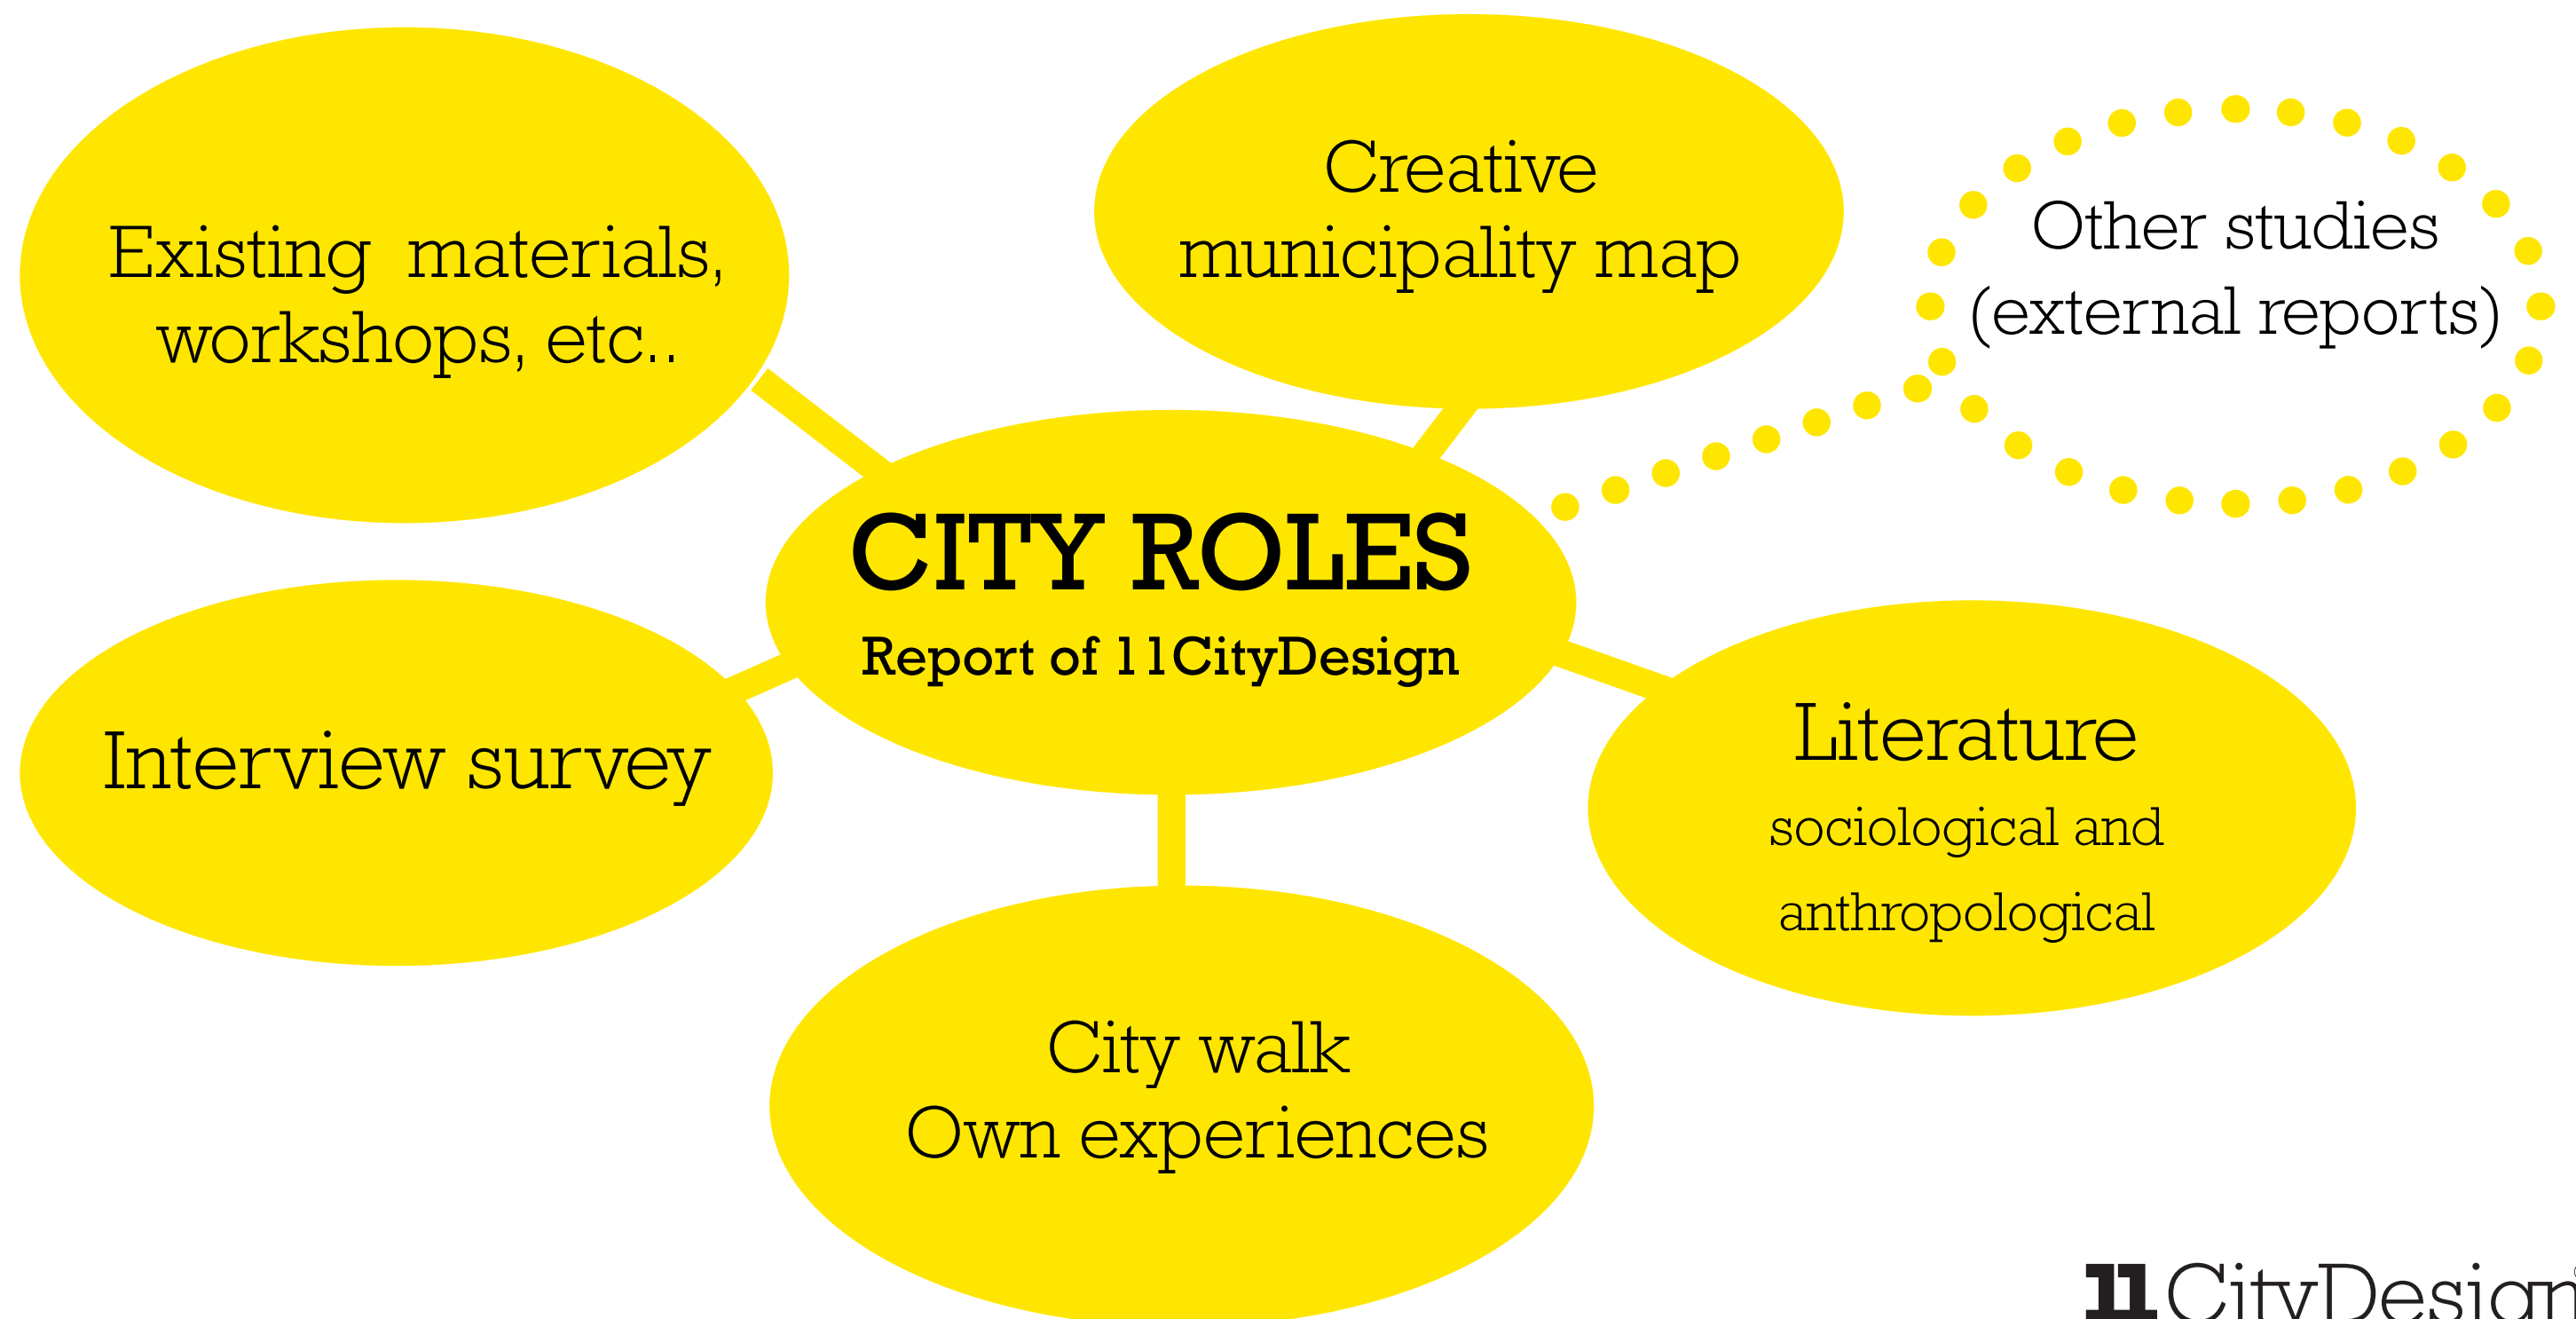 Existing materials,
workshops, etc..
Creative
municipality map
Other studies
(external reports)
CITY ROLES
Report of 11CityDesign
Interview survey
Literature
sociological and
anthropological
City walk
Own experiences
11CityDesign